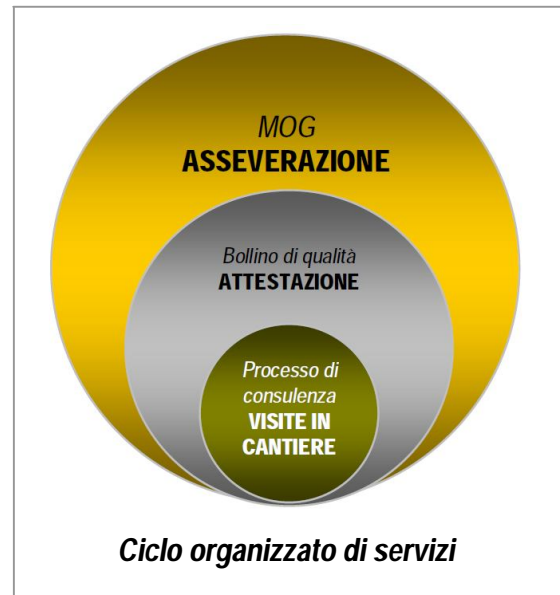 MOG
ASSEVERAZIONE
Bollino di qualità
ATTESTAZIONE
Processo di
consulenza
VISITE IN
CANTIERE
Ciclo organizzato di servizi